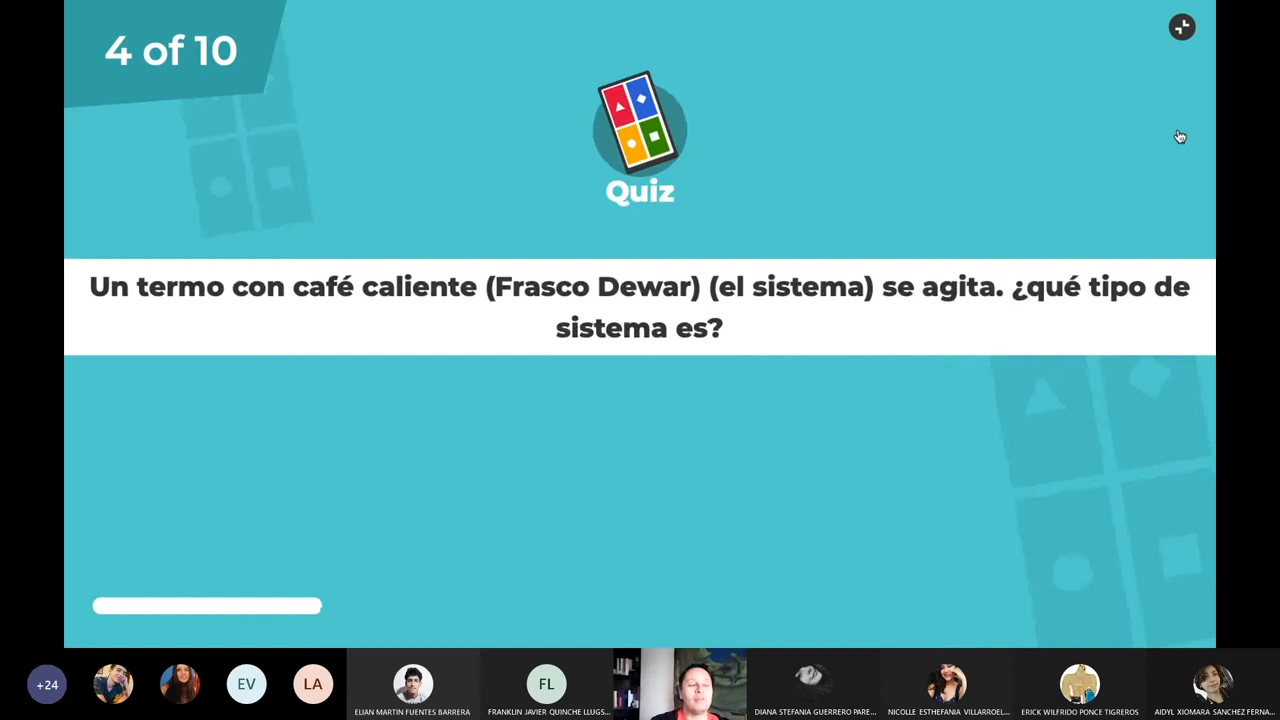 4 of 10
Quiz
Un termo con café caliente (Frasco Dewar) (el sistema) se agita. ¿qué tipo de
sistema es?
+24
EV
LA
FL
ELIAN MARTIN FUENTES BARRERA
FRANKLIN JAVIER QUINCHE LLUGS...
DIANA STEFANIA GUERRERO PARE...
NICOLLE ESTHEFANIA VILLARROEL...
ERICK WILFRIDO PONCE TIGREROS
AIDYL XIOMARA SANCHEZ FERNA...